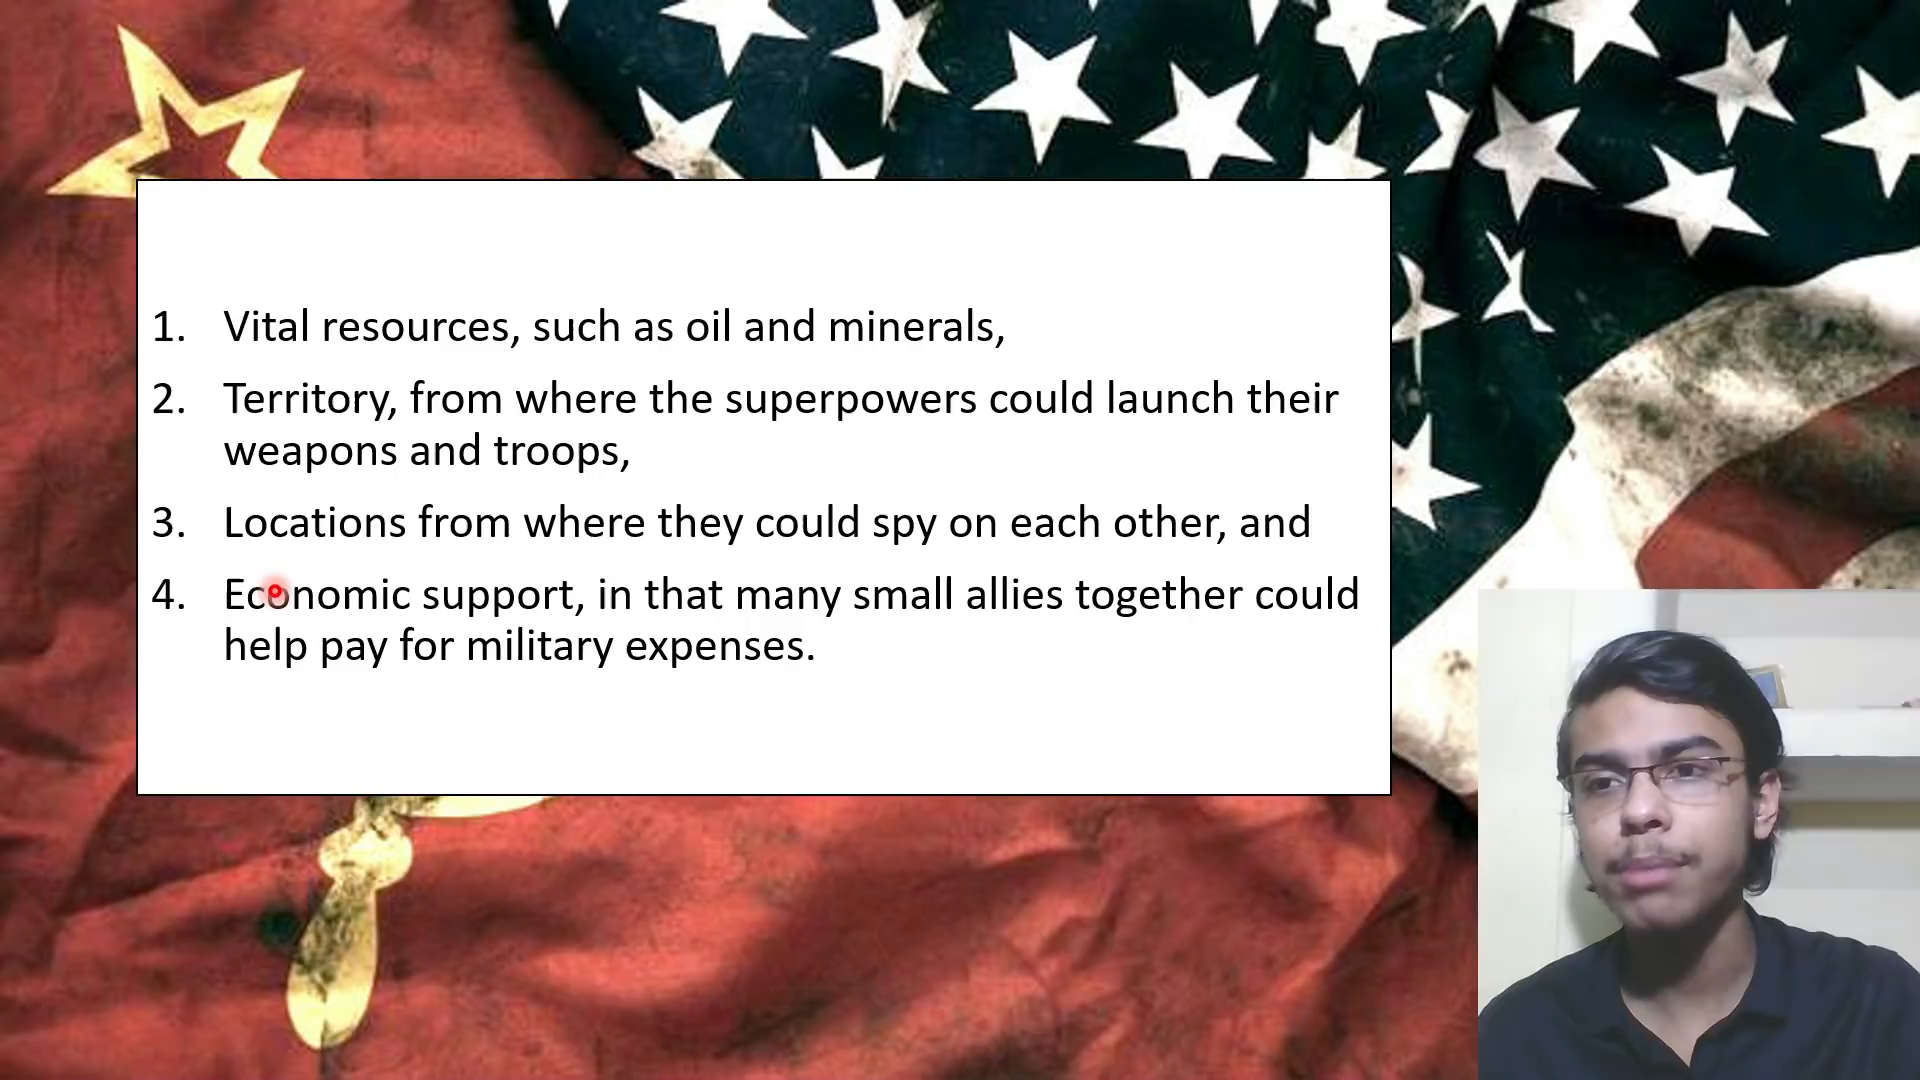 1. Vital resources, such as oil and minerals,
2. Territory, from where the superpowers could launch their
weapons and troops,
3. Locations from where they could spy on each other, and
4. Economic support, in that many small allies together could
help pay for military expenses.